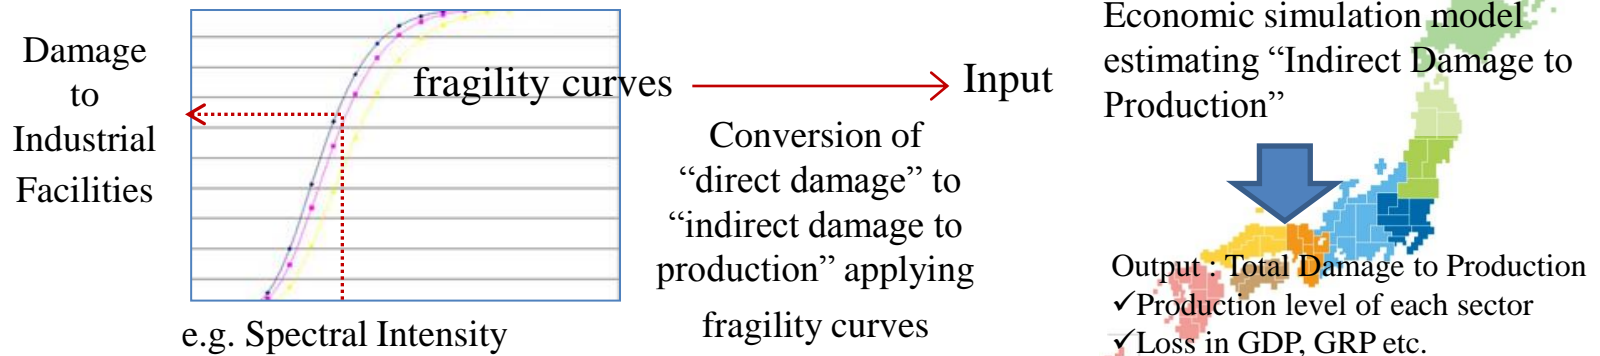 Damage
to
Industrial
Facilities
fragility curves
e.g. Spectral Intensity
Input
Conversion of
“direct damage” to
“indirect damage to
production” applying
fragility curves
Economic simulation model
estimating “Indirect Damage to
Production”
Output : Total Damage to Production
✓Production level of each sector
✓Loss in GDP, GRP etc.